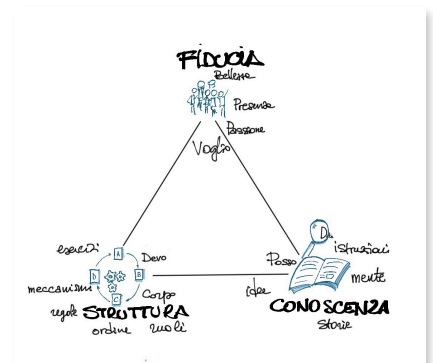 FIDUCIA
Bellezza
Presenza
Passione
Voglio
esercizi
A
Devo
D
B
meccanismi
C
Corpo
regole
STRUTTURA
ordine
ruoli
Posso
istruzioni
mente
idee
CONOSCENZA
storie